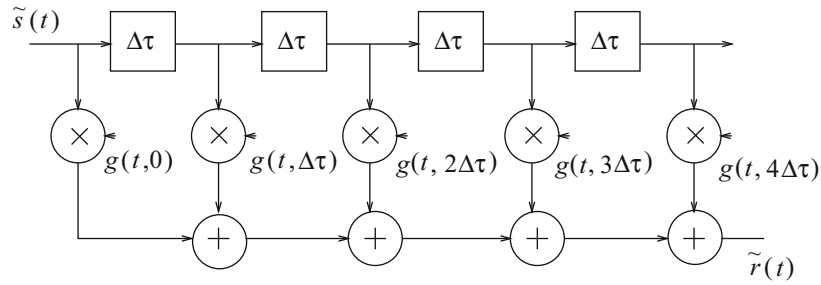 s̃(t)
Δτ Δτ Δτ Δτ
× × × × ×
g(t,0) g(t,Δτ) g(t, 2Δτ) g(t, 3Δτ) g(t, 4Δτ)
+ + + +
r̃(t)